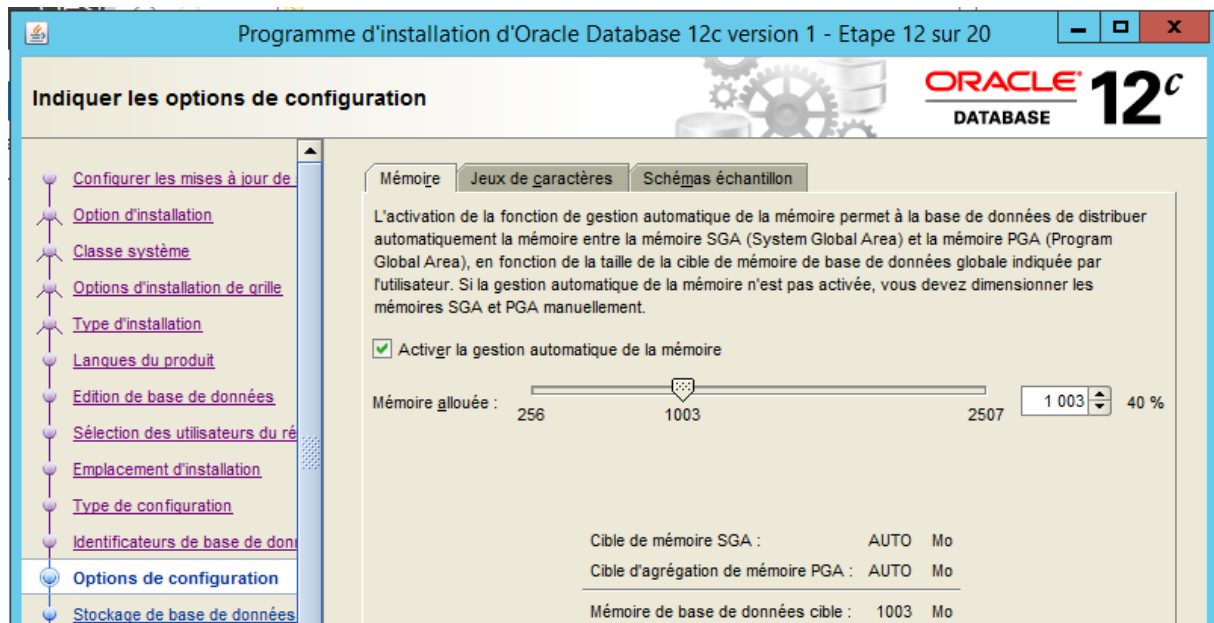 Programme d'installation d'Oracle Database 12c version 1 - Etape 12 sur 20
Indiquer les options de configuration
ORACLE
DATABASE
12c
Configurer les mises à jour de
Option d'installation
Classe système
Options d'installation de grille
Type d'installation
Langues du produit
Edition de base de données
Sélection des utilisateurs du ré
Emplacement d'installation
Type de configuration
Identificateurs de base de donn
Options de configuration
Stockage de base de données
Mémoire Jeux de caractères Schémas échantillon
L'activation de la fonction de gestion automatique de la mémoire permet à la base de données de distribuer
automatiquement la mémoire entre la mémoire SGA (System Global Area) et la mémoire PGA (Program
Global Area), en fonction de la taille de la cible de mémoire de base de données globale indiquée par
l'utilisateur. Si la gestion automatique de la mémoire n'est pas activée, vous devez dimensionner les
mémoires SGA et PGA manuellement.
Activer la gestion automatique de la mémoire
Mémoire allouée : 1 003 40 %
256 1003 2507
Cible de mémoire SGA : AUTO Mo
Cible d'agrégation de mémoire PGA : AUTO Mo
Mémoire de base de données cible : 1003 Mo